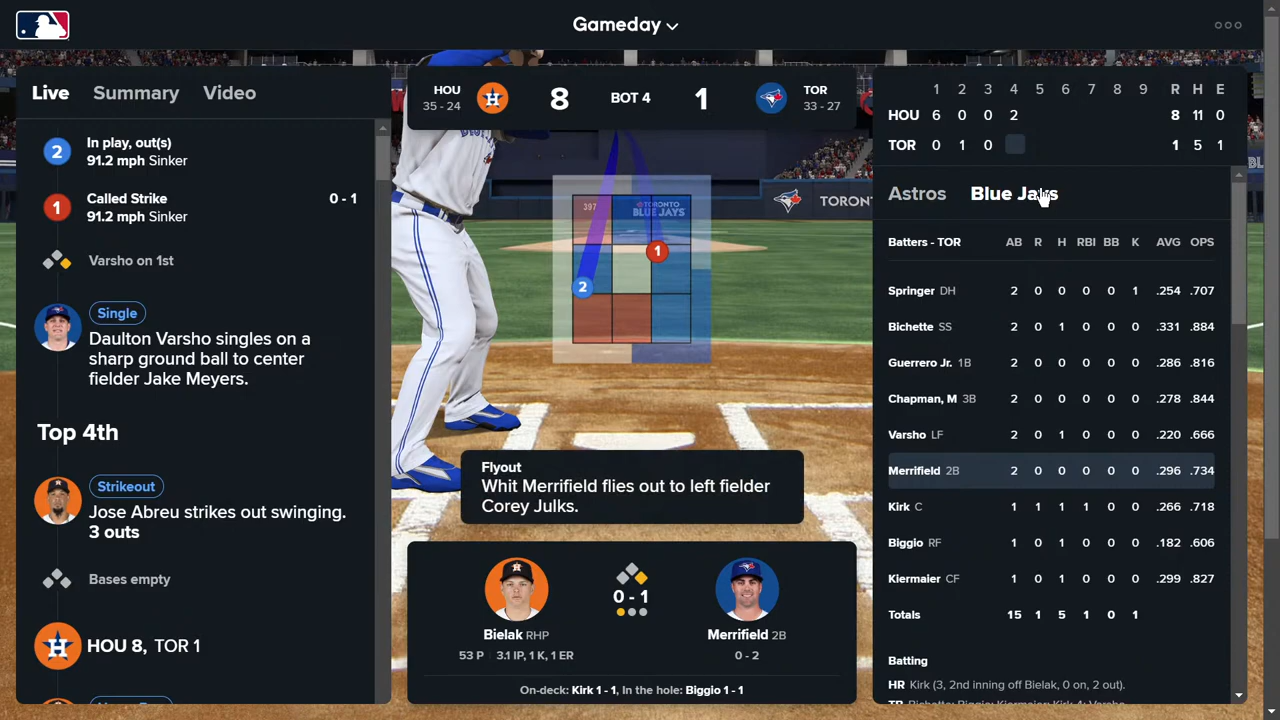 Gameday
Live Summary Video
2
In play, out(s)
91.2 mph Sinker
1
Called Strike 0 - 1
91.2 mph Sinker
Varsho on 1st
Single
Daulton Varsho singles on a
sharp ground ball to center
fielder Jake Meyers.
Top 4th
Strikeout
Jose Abreu strikes out swinging.
3 outs
Bases empty
H
HOU 8, TOR 1
HOU
35 - 24
H
8
BOT 4
1
TOR
33 - 27
397
TORONTO
BLUE JAYS
TORON
1
2
Flyout
Whit Merrifield flies out to left fielder
Corey Julks.
0 - 1
Bielak RHP
53 P 3.1 IP, 1 K, 1 ER
Merrifield 2B
0 - 2
On-deck: Kirk 1 - 1, In the hole: Biggio 1 - 1
1 2 3 4 5 6 7 8 9 R H E
HOU 6 0 0 2 8 11 0
TOR 0 1 0 1 5 1
Astros Blue Jays
Batters - TOR AB R H RBI BB K AVG OPS
Springer DH 2 0 0 0 0 1 .254 .707
Bichette SS 2 0 1 0 0 0 .331 .884
Guerrero Jr. 1B 2 0 0 0 0 0 .286 .816
Chapman, M 3B 2 0 0 0 0 0 .278 .844
Varsho LF 2 0 1 0 0 0 .220 .666
Merrifield 2B 2 0 0 0 0 0 .296 .734
Kirk C 1 1 1 1 0 0 .266 .718
Biggio RF 1 0 1 0 0 0 .182 .606
Kiermaier CF 1 0 1 0 0 0 .299 .827
Totals 15 1 5 1 0 1
Batting
HR Kirk (3, 2nd inning off Bielak, 0 on, 2 out).